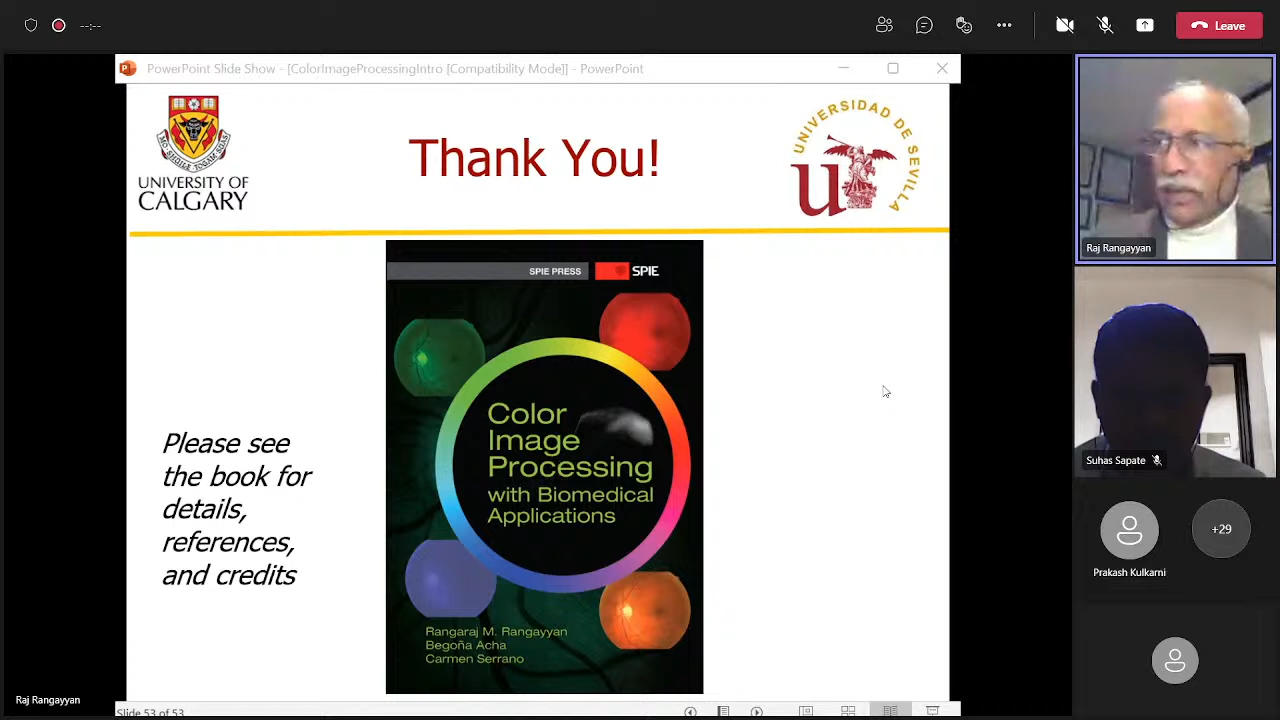 --:--
Leave
PowerPoint Slide Show - [ColorImageProcessingIntro [Compatibility Mode]] - PowerPoint
UNIVERSITY OF
CALGARY
Thank You!
UNIVERSIDAD DE SEVILLA
u
SPIE PRESS
SPIE
Color
Image
Processing
with Biomedical
Applications
Rangaraj M. Rangayyan
Begoña Acha
Carmen Serrano
Please see
the book for
details,
references,
and credits
Raj Rangayyan
Suhas Sapate
+29
Prakash Kulkarni
Raj Rangayyan
Slide 53 of 53